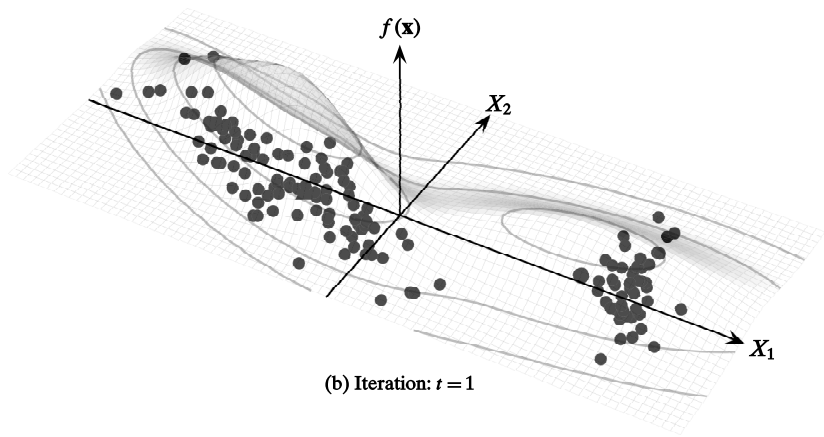 f(x)
X₂
X₁
(b) Iteration: t = 1